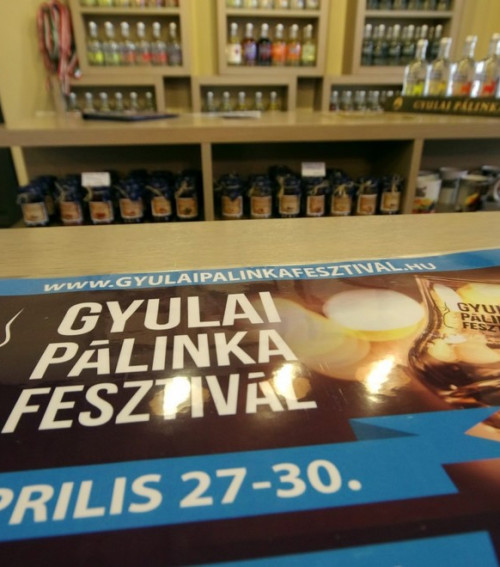 GYULAI PÁLINKA
www.GYULAIPALINKAFESZTIVAL.HU
GYULAI
PÁLINKA
FESZTIVÁL
PRILIS 27-30.